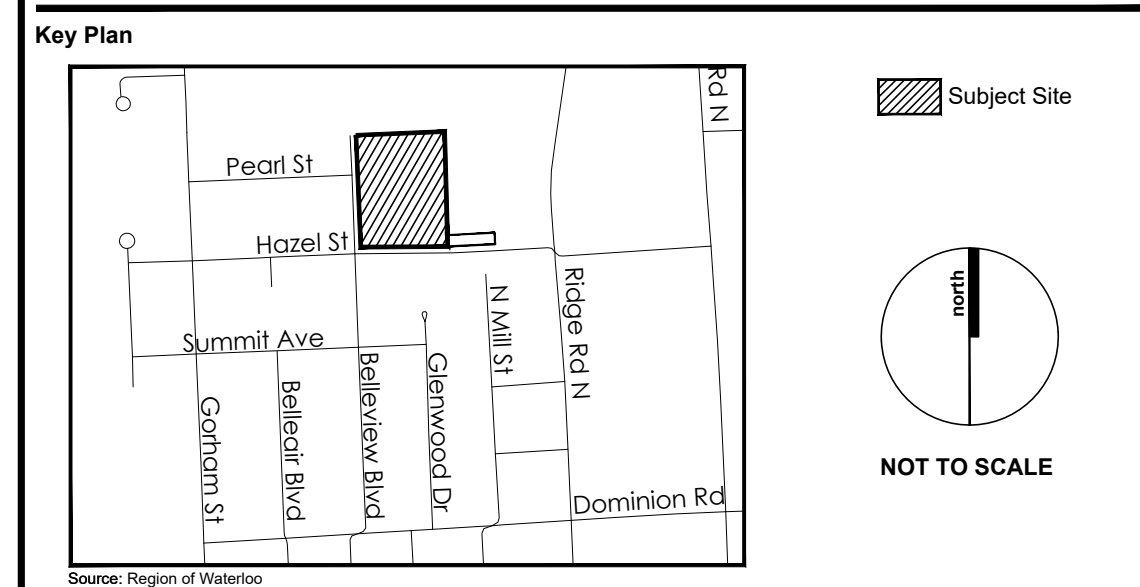 Key Plan
Rd N
Subject Site
Pearl St
Hazel St
north
Ridge Rd N
N Mill St
Summit Ave
Glenwood Dr
Belleview Blvd
Belleair Blvd
Gorham St
Dominion Rd
NOT TO SCALE
Source: Region of Waterloo